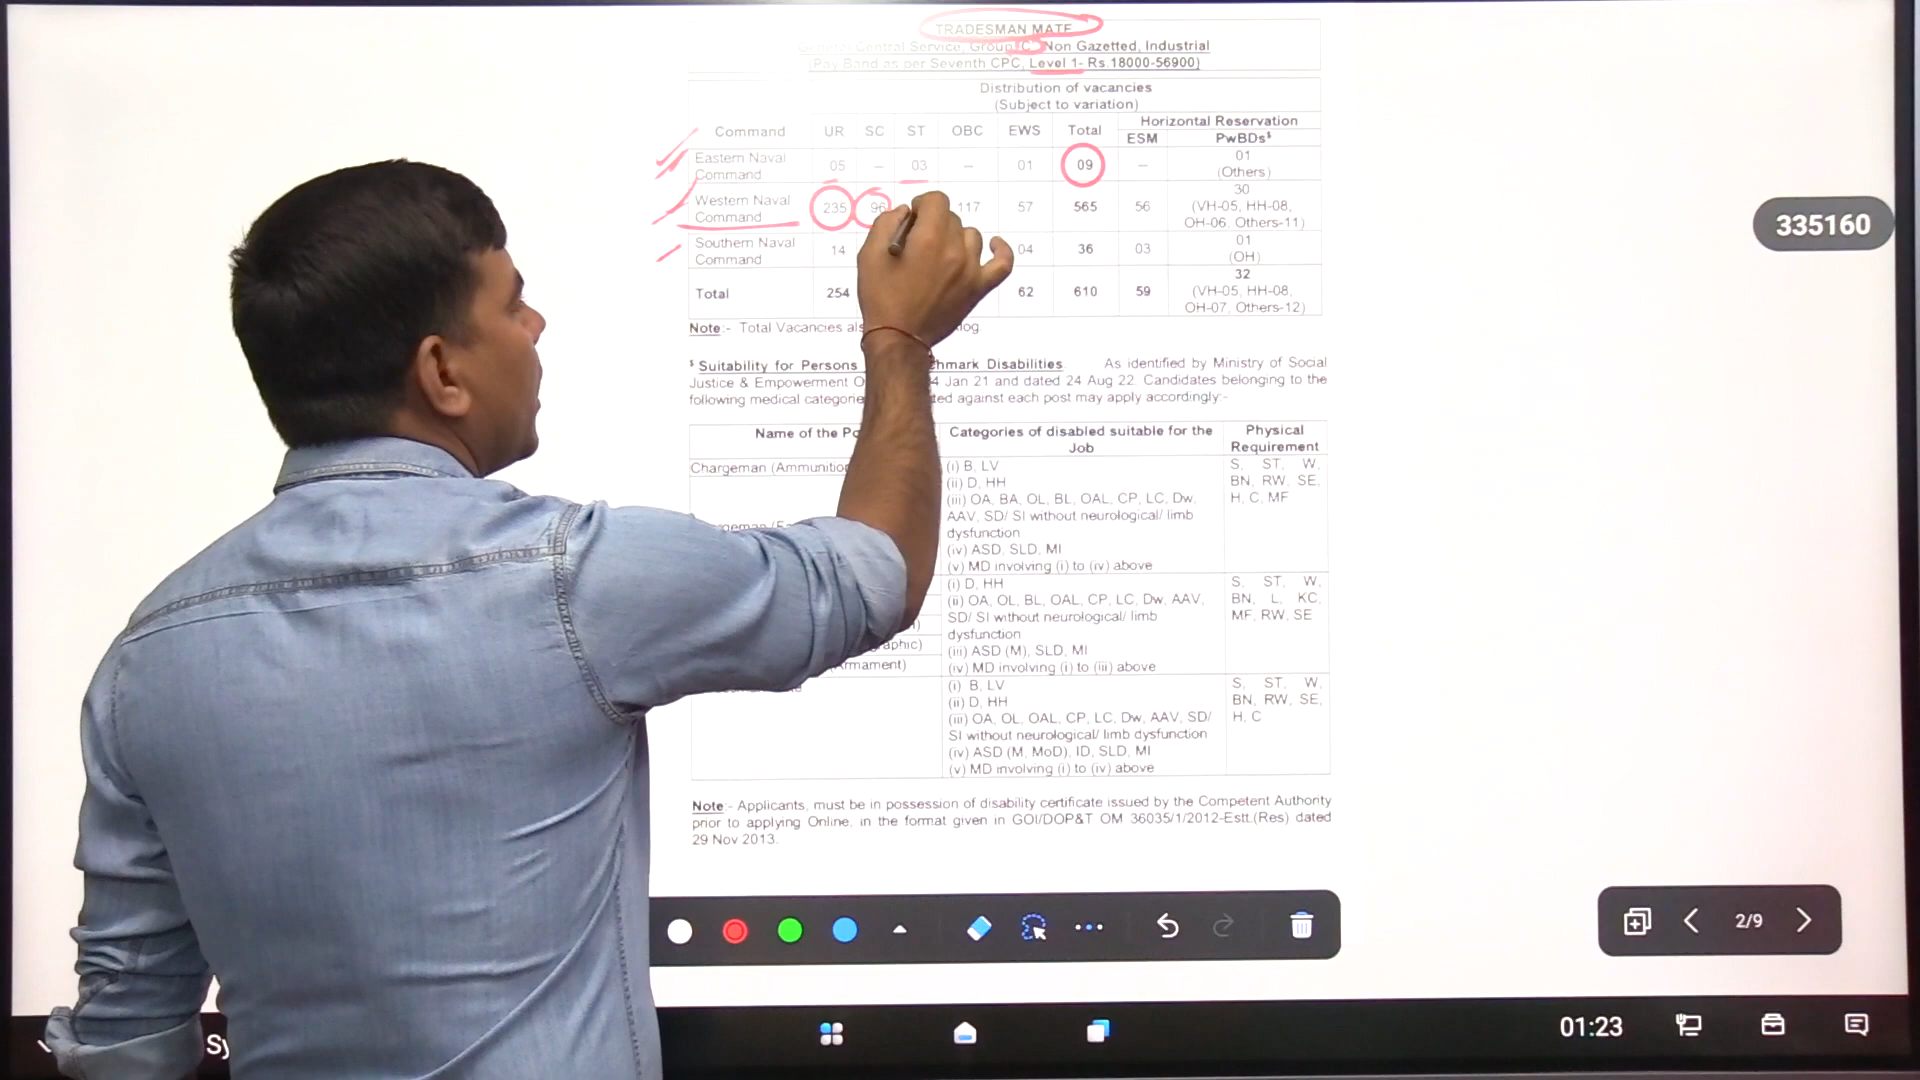 TRADESMAN MATE
General Central Service, Group 'C' Non Gazetted, Industrial
(Pay Band as per Seventh CPC, Level 1- Rs.18000-56900)
Distribution of vacancies
(Subject to variation)
Command UR SC ST OBC EWS Total Horizontal Reservation
ESM PwBDs$
Eastern Naval Command 05 – 03 – 01 09 – 01 (Others)
Western Naval Command 235 96 117 57 565 56 30 (VH-05, HH-08, OH-06, Others-11)
Southern Naval Command 14 04 36 03 01 (OH)
Total 254 62 610 59 32 (VH-05, HH-08, OH-07, Others-12)
Note:- Total Vacancies
$ Suitability for Persons Disabilities. As identified by Ministry of Social
Justice & Empowerment Jan 21 and dated 24 Aug 22. Candidates belonging to the
following medical against each post may apply accordingly:-
Name of the Categories of disabled suitable for the Job Physical Requirement
Chargeman
(i) B, LV
(ii) D, HH
(iii) OA, BA, OL, BL, OAL, CP, LC, Dw,
AAV, SD/ SI without neurological/ limb
dysfunction
(iv) ASD, SLD, MI
(v) MD involving (i) to (iv) above
S, ST, W,
BN, RW, SE,
H, C, MF
(i) D, HH
(ii) OA, OL, BL, OAL, CP, LC, Dw, AAV,
SD/ SI without neurological/ limb
dysfunction
(iii) ASD (M), SLD, MI
(iv) MD involving (i) to (iii) above
S, ST, W,
BN, L, KC,
MF, RW, SE
(i) B, LV
(ii) D, HH
(iii) OA, OL, OAL, CP, LC, Dw, AAV, SD/
SI without neurological/ limb dysfunction
(iv) ASD (M, MoD), ID, SLD, MI
(v) MD involving (i) to (iv) above
S, ST, W,
BN, RW, SE,
H, C
Note:- Applicants, must be in possession of disability certificate issued by the Competent Authority
prior to applying Online, in the format given in GOI/DOP&T OM 36035/1/2012-Estt.(Res) dated
29 Nov 2013.
335160
2/9
01:23